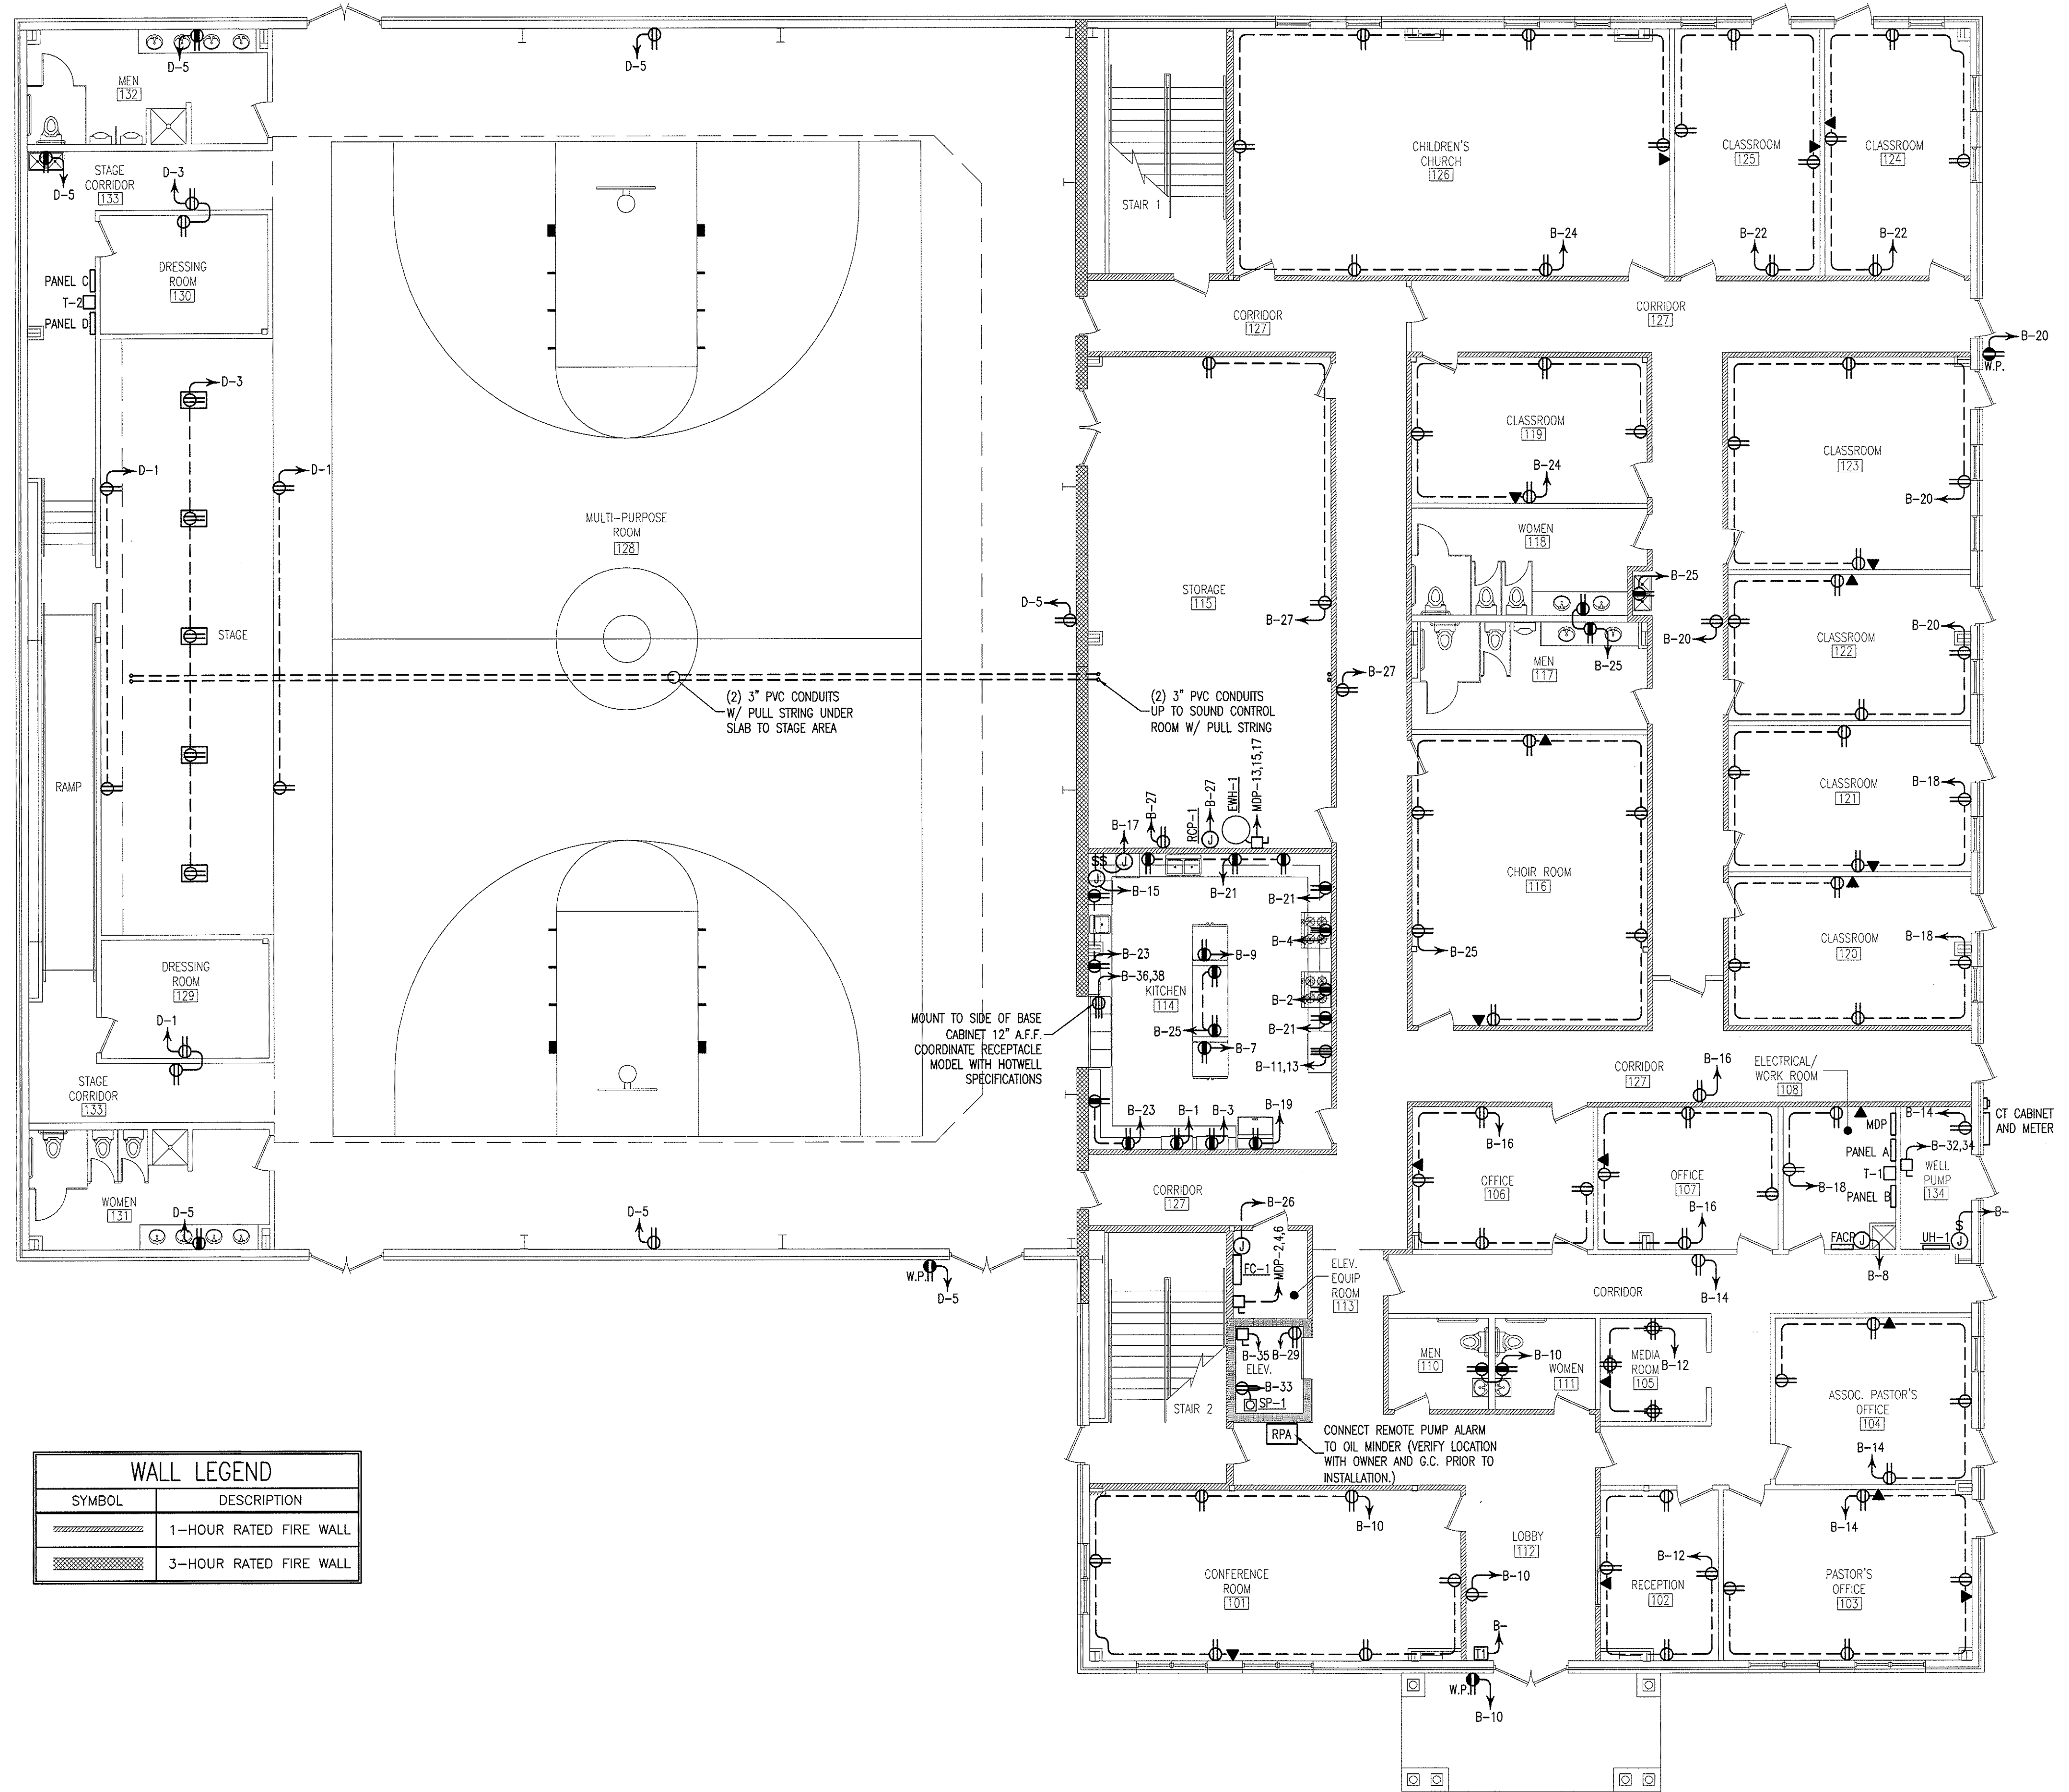 D-5
MEN
132
D-5
STAGE
CORRIDOR
133
D-5
D-3
DRESSING
ROOM
130
PANEL C
T-2
PANEL D
D-3
D-1
D-1
STAGE
RAMP
MULTI-PURPOSE
ROOM
128
(2) 3" PVC CONDUITS
W/ PULL STRING UNDER
SLAB TO STAGE AREA
DRESSING
ROOM
129
D-1
STAGE
CORRIDOR
133
WOMEN
131
D-5
D-5
W.P.
D-5
STAIR 1
CHILDREN'S
CHURCH
126
B-24
CLASSROOM
125
B-22
CLASSROOM
124
B-22
CORRIDOR
127
CORRIDOR
127
B-20
W.P.
STORAGE
115
B-27
D-5
B-27
(2) 3" PVC CONDUITS
UP TO SOUND CONTROL
ROOM W/ PULL STRING
CLASSROOM
119
B-24
WOMEN
118
B-25
MEN
117
B-25
B-20
CLASSROOM
123
B-20
CLASSROOM
122
B-20
CLASSROOM
121
B-18
CLASSROOM
120
B-18
CHOIR ROOM
116
B-25
B-17
B-27
RCP-1
B-27
EWH-1
MDP-13,15,17
$$
J
J
J
B-15
B-21
B-21
B-4
B-23
B-9
B-36,38
KITCHEN
114
B-2
B-25
B-21
B-7
B-11,13
MOUNT TO SIDE OF BASE
CABINET 12" A.F.F.
COORDINATE RECEPTACLE
MODEL WITH HOTWELL
SPECIFICATIONS
B-23
B-1
B-3
B-19
CORRIDOR
127
CORRIDOR
127
B-16
ELECTRICAL/
WORK ROOM
108
B-16
OFFICE
106
OFFICE
107
B-16
MDP
PANEL A
T-1
PANEL B
B-18
B-14
CT CABINET
AND METER
B-32,34
WELL
PUMP
134
B-
$
FACP
J
UH-1
J
B-8
B-14
CORRIDOR
B-26
J
FC-1
MDP-2,4,6
ELEV.
EQUIP
ROOM
113
B-35
B-29
ELEV.
B-33
SP-1
STAIR 2
RPA
CONNECT REMOTE PUMP ALARM
TO OIL MINDER (VERIFY LOCATION
WITH OWNER AND G.C. PRIOR TO
INSTALLATION.)
MEN
110
B-10
WOMEN
111
MEDIA
ROOM
105
B-12
ASSOC. PASTOR'S
OFFICE
104
B-14
B-10
CONFERENCE
ROOM
101
LOBBY
112
B-10
B-
T1
W.P.
B-10
B-12
RECEPTION
102
B-14
PASTOR'S
OFFICE
103
WALL LEGEND
SYMBOL DESCRIPTION
1-HOUR RATED FIRE WALL
3-HOUR RATED FIRE WALL